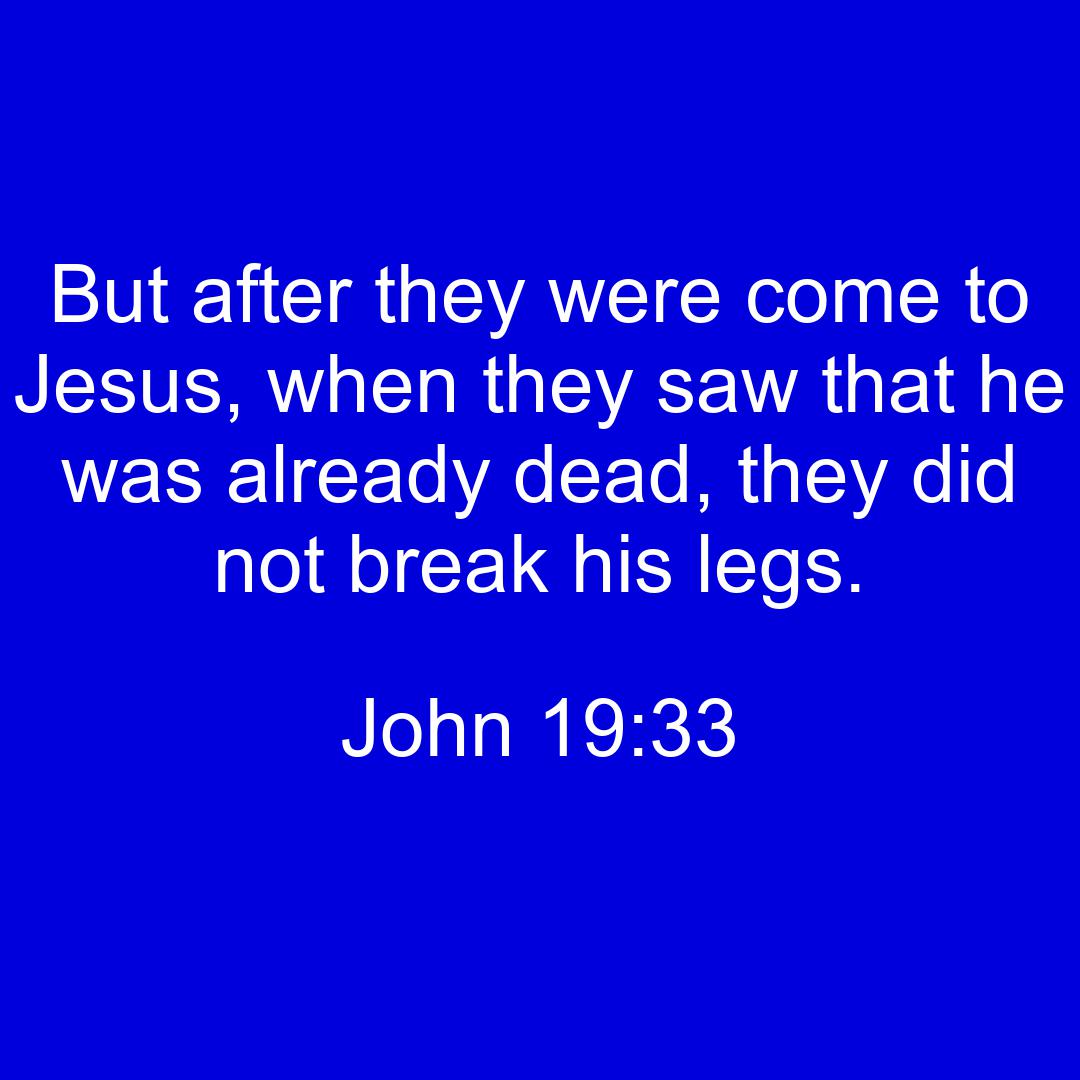 But after they were come to
Jesus, when they saw that he
was already dead, they did
not break his legs.
John 19:33